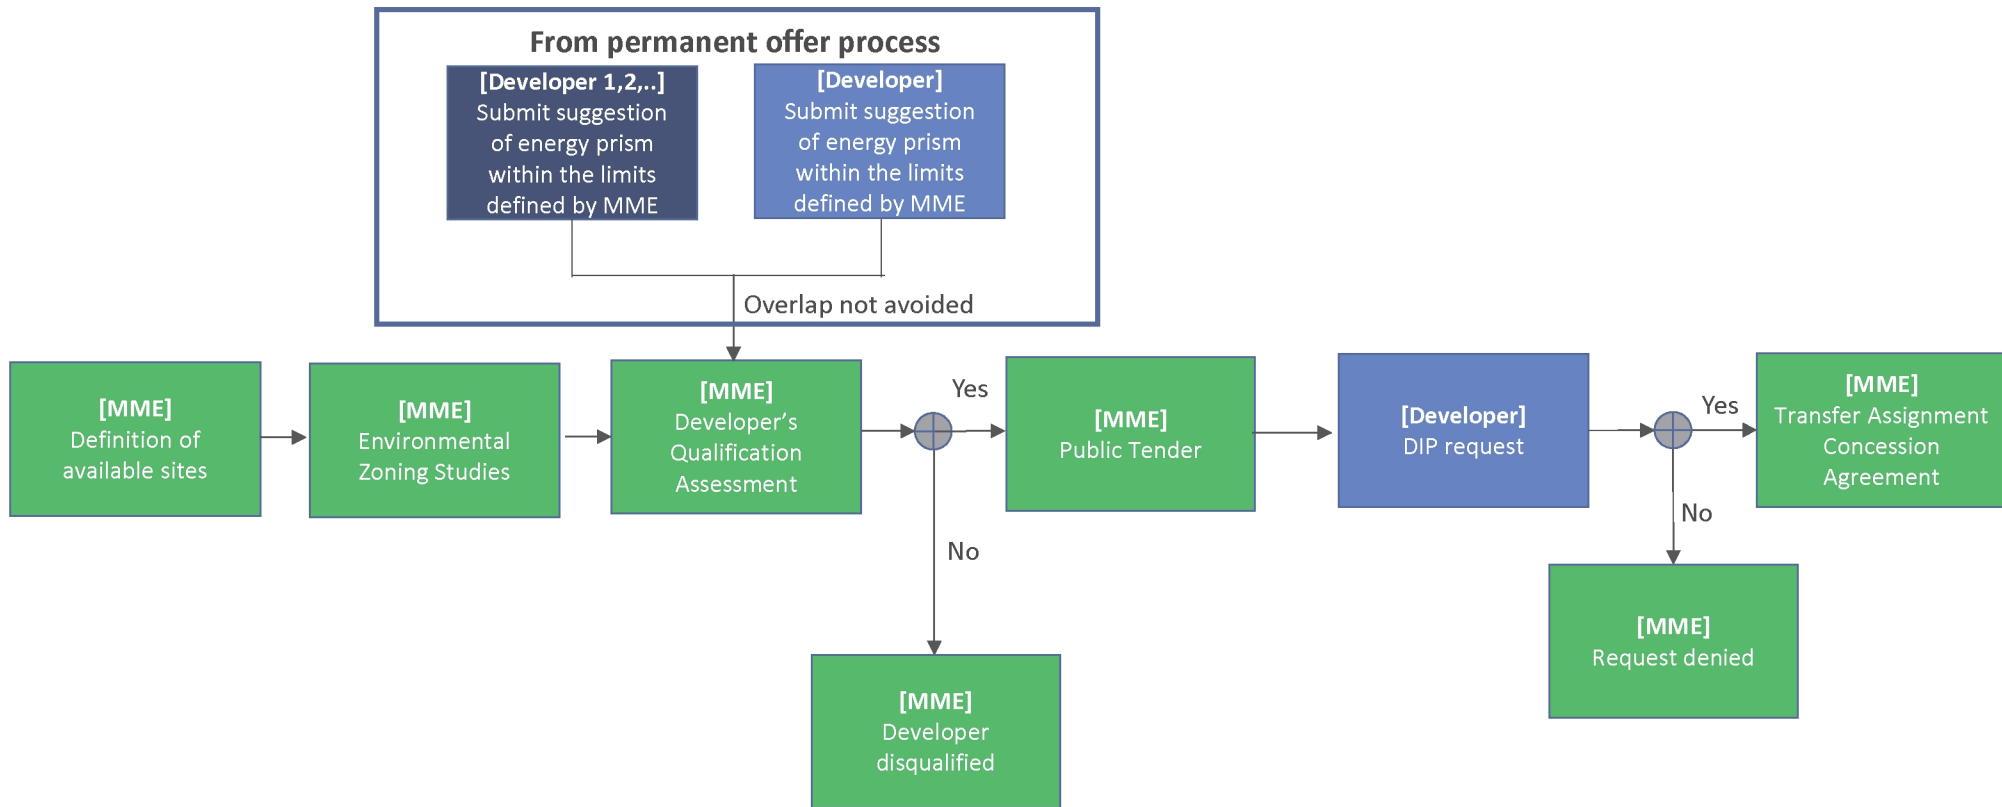 From permanent offer process
[Developer 1,2,..]
Submit suggestion
of energy prism
within the limits
defined by MME
[Developer]
Submit suggestion
of energy prism
within the limits
defined by MME
Overlap not avoided
[MME]
Definition of
available sites
[MME]
Environmental
Zoning Studies
[MME]
Developer’s
Qualification
Assessment
Yes
No
[MME]
Developer
disqualified
[MME]
Public Tender
[Developer]
DIP request
Yes
No
[MME]
Request denied
[MME]
Transfer Assignment
Concession
Agreement